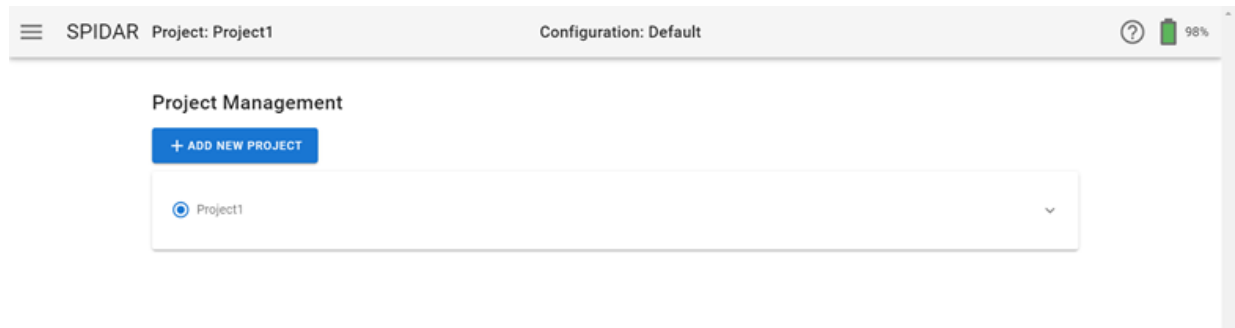 SPIDAR Project: Project1 Configuration: Default 98%
Project Management
+ ADD NEW PROJECT
Project1